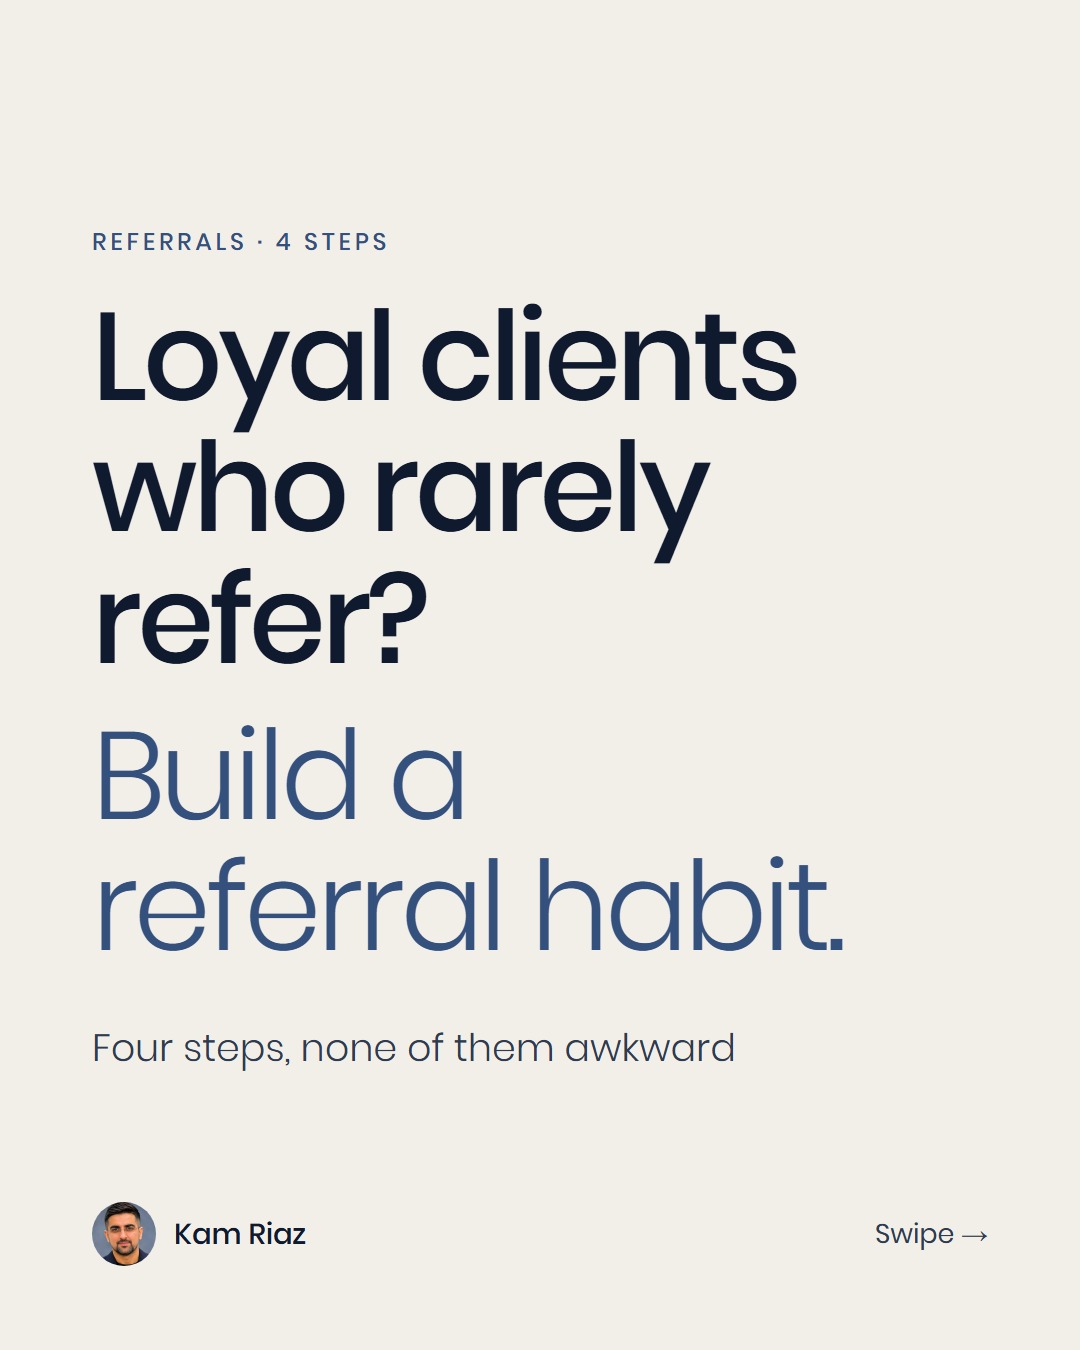 REFERRALS · 4 STEPS
Loyal clients
who rarely
refer?
Build a
referral habit.
Four steps, none of them awkward
Kam Riaz
Swipe →